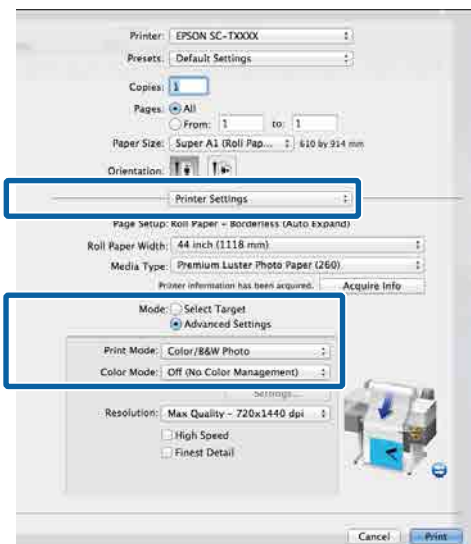 Printer: EPSON SC-TXXXX
Presets: Default Settings
Copies: 1
Pages: All
From: 1 to: 1
Paper Size: Super A1 (Roll Pap... 610 by 914 mm
Orientation:
Printer Settings
Page Setup: Roll Paper - Borderless (Auto Expand)
Roll Paper Width: 44 inch (1118 mm)
Media Type: Premium Luster Photo Paper (260)
Printer information has been acquired. Acquire Info
Mode: Select Target
Advanced Settings
Print Mode: Color/B&W Photo
Color Mode: Off (No Color Management)
Settings...
Resolution: Max Quality - 720x1440 dpi
High Speed
Finest Detail
Cancel Print